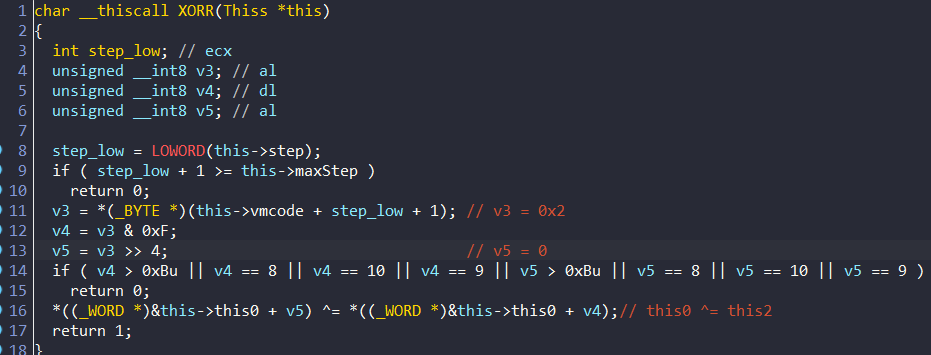 1 char __thiscall XORR(Thiss *this)
2 {
3 int step_low; // ecx
4 unsigned __int8 v3; // al
5 unsigned __int8 v4; // dl
6 unsigned __int8 v5; // al
7
8 step_low = LOWORD(this->step);
9 if ( step_low + 1 >= this->maxStep )
10 return 0;
11 v3 = *(_BYTE *)(this->vmcode + step_low + 1); // v3 = 0x2
12 v4 = v3 & 0xF;
13 v5 = v3 >> 4; // v5 = 0
14 if ( v4 > 0xBu || v4 == 8 || v4 == 10 || v4 == 9 || v5 > 0xBu || v5 == 8 || v5 == 10 || v5 == 9 )
15 return 0;
16 *((_WORD *)&this->this0 + v5) ^= *((_WORD *)&this->this0 + v4);// this0 ^= this2
17 return 1;
18 }